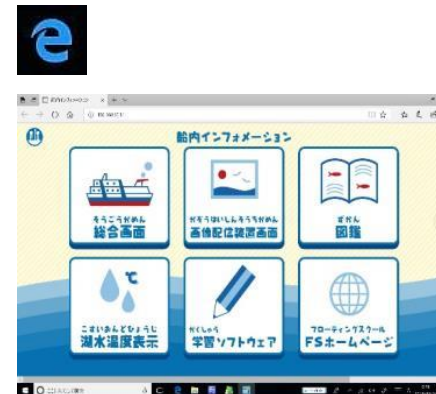 船内インフォメーション
そうごうがめん
総合画面
がぞうはいしんそうちがめん
画像配信装置画面
ずかん
図鑑
℃
こすいおんどひょうじ
湖水温度表示
がくしゅう
学習ソフトウェア
フローティングスクール
FSホームページ